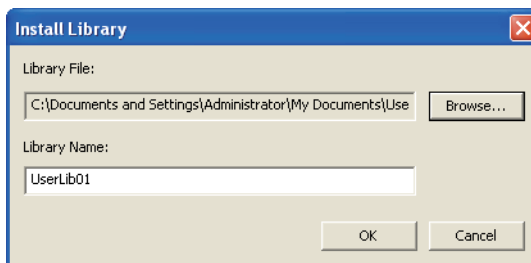 Install Library
Library File:
C:\Documents and Settings\Administrator\My Documents\Use
Browse...
Library Name:
UserLib01
OK
Cancel